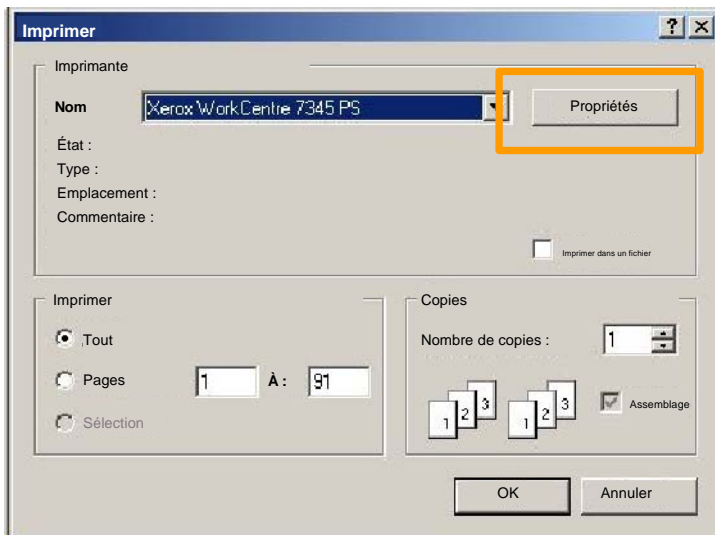 Imprimer
Imprimante
Nom Xerox WorkCentre 7345 PS Propriétés
État :
Type :
Emplacement :
Commentaire :
Imprimer dans un fichier
Imprimer
Tout
Pages 1 À : 91
Sélection
Copies
Nombre de copies : 1
1 2 3 1 2 3 Assemblage
OK Annuler